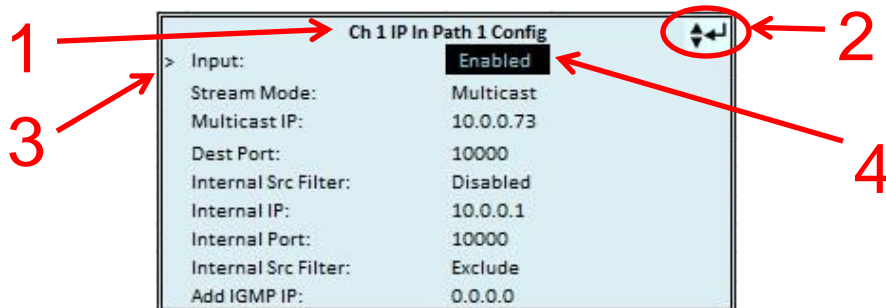 1
Ch 1 IP In Path 1 Config
2
> Input: Enabled
3
Stream Mode: Multicast
Multicast IP: 10.0.0.73
4
Dest Port: 10000
Internal Src Filter: Disabled
Internal IP: 10.0.0.1
Internal Port: 10000
Internal Src Filter: Exclude
Add IGMP IP: 0.0.0.0